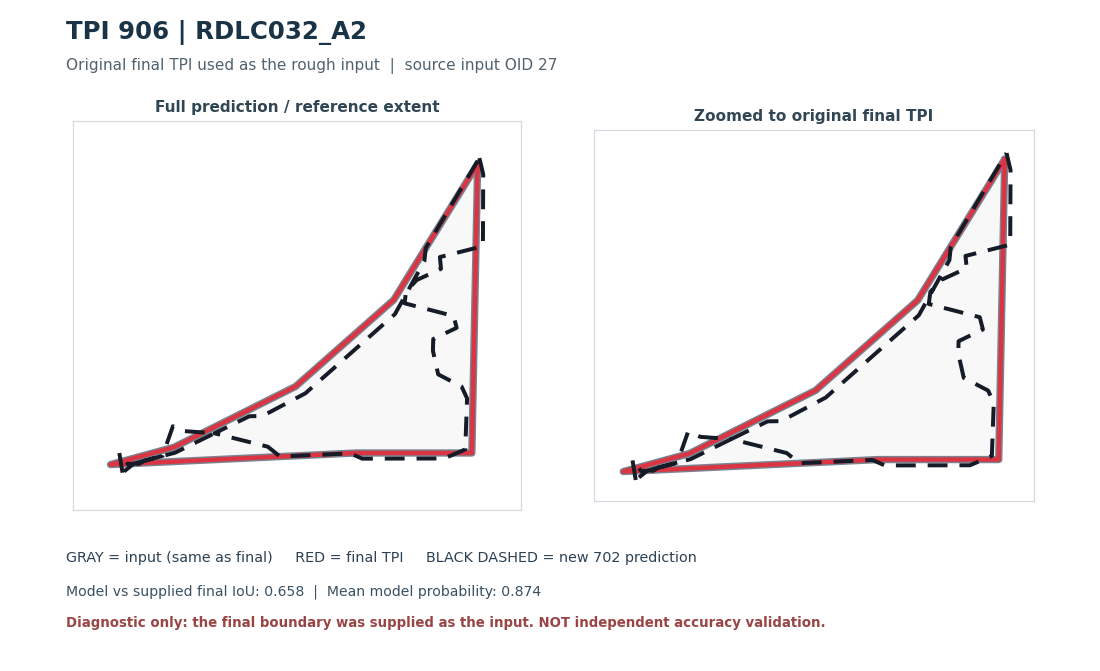 TPI 906 | RDLC032_A2
Original final TPI used as the rough input | source input OID 27
Full prediction / reference extent
Zoomed to original final TPI
GRAY = input (same as final) RED = final TPI BLACK DASHED = new 702 prediction
Model vs supplied final IoU: 0.658 | Mean model probability: 0.874
Diagnostic only: the final boundary was supplied as the input. NOT independent accuracy validation.